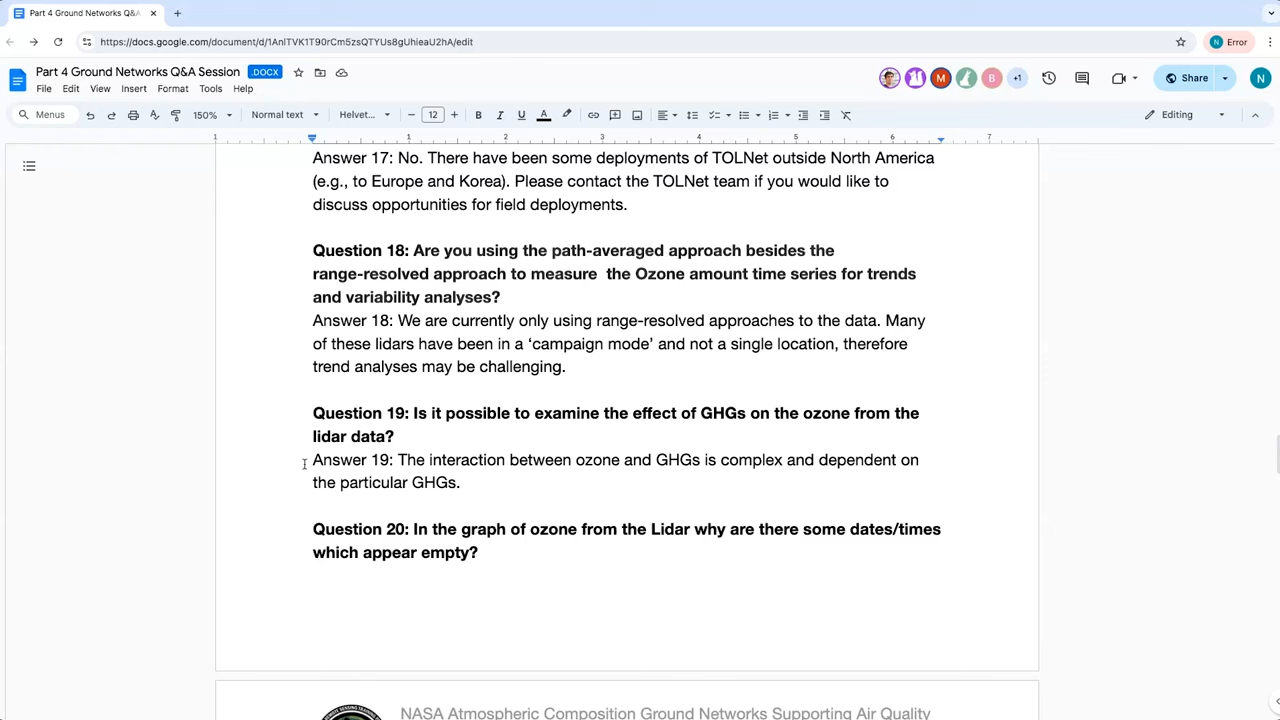 Part 4 Ground Networks Q&A
https://docs.google.com/document/d/1AnlTVK1T90rCm5zsQTYUs8gUhieaU2hA/edit
N Error
Part 4 Ground Networks Q&A Session .DOCX
File Edit View Insert Format Tools Help
M B +1 Share N
Menus 150% Normal text Helvet... 12 B I U A Editing
1 1 2 3 4 5 6 7
Answer 17: No. There have been some deployments of TOLNet outside North America
(e.g., to Europe and Korea). Please contact the TOLNet team if you would like to
discuss opportunities for field deployments.
Question 18: Are you using the path-averaged approach besides the
range-resolved approach to measure the Ozone amount time series for trends
and variability analyses?
Answer 18: We are currently only using range-resolved approaches to the data. Many
of these lidars have been in a ‘campaign mode’ and not a single location, therefore
trend analyses may be challenging.
Question 19: Is it possible to examine the effect of GHGs on the ozone from the
lidar data?
Answer 19: The interaction between ozone and GHGs is complex and dependent on
the particular GHGs.
Question 20: In the graph of ozone from the Lidar why are there some dates/times
which appear empty?
NASA Atmospheric Composition Ground Networks Supporting Air Quality